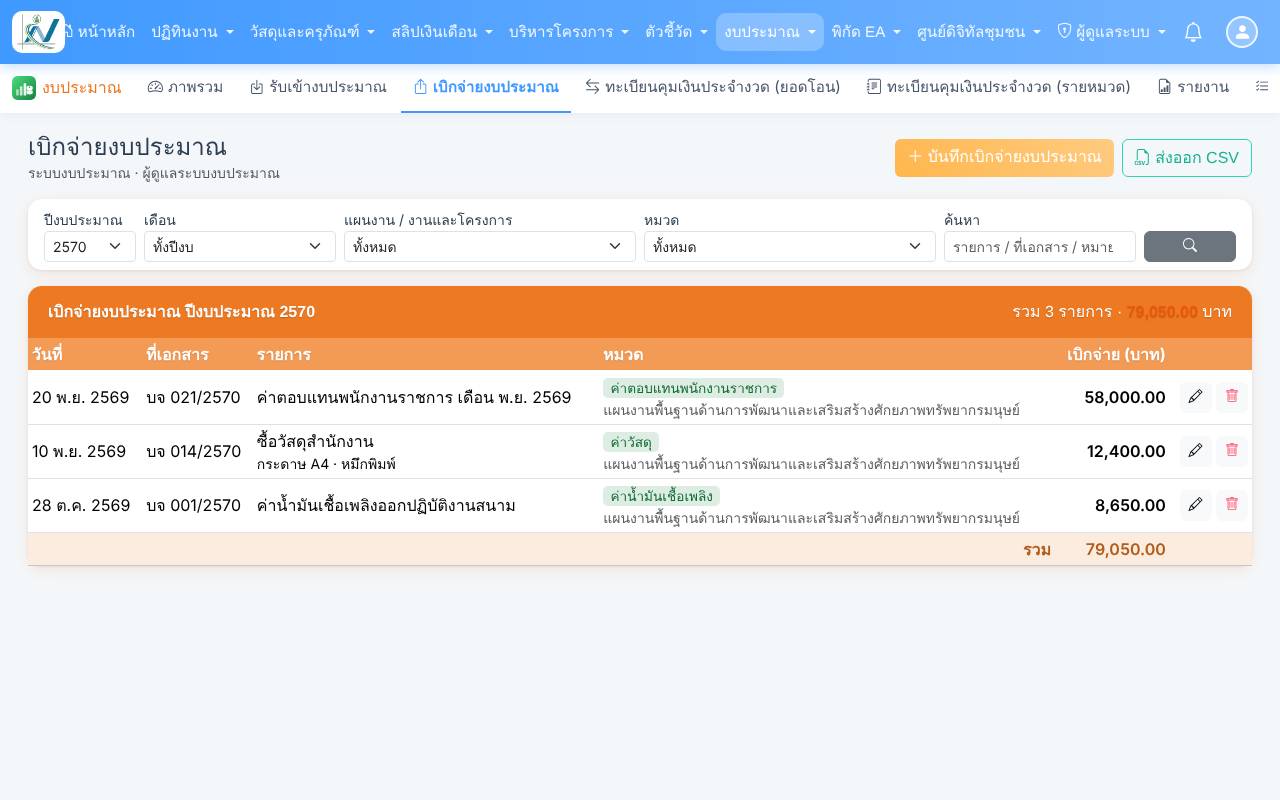 หน้าหลัก ปฏิทินงาน วัสดุและครุภัณฑ์ สลิปเงินเดือน บริหารโครงการ ตัวชี้วัด งบประมาณ พิกัด EA ศูนย์ดิจิทัลชุมชน ผู้ดูแลระบบ
งบประมาณ ภาพรวม รับเข้างบประมาณ เบิกจ่ายงบประมาณ ทะเบียนคุมเงินประจำงวด (ยอดโอน) ทะเบียนคุมเงินประจำงวด (รายหมวด) รายงาน
เบิกจ่ายงบประมาณ
ระบบงบประมาณ · ผู้ดูแลระบบงบประมาณ
บันทึกเบิกจ่ายงบประมาณ ส่งออก CSV
ปีงบประมาณ เดือน แผนงาน / งานและโครงการ หมวด ค้นหา
2570 ทั้งปีงบ ทั้งหมด ทั้งหมด รายการ / ที่เอกสาร / หมาย
เบิกจ่ายงบประมาณ ปีงบประมาณ 2570 รวม 3 รายการ · 79,050.00 บาท
วันที่ ที่เอกสาร รายการ หมวด เบิกจ่าย (บาท)
20 พ.ย. 2569 บจ 021/2570 ค่าตอบแทนพนักงานราชการ เดือน พ.ย. 2569 ค่าตอบแทนพนักงานราชการ 58,000.00
แผนงานพื้นฐานด้านการพัฒนาและเสริมสร้างศักยภาพทรัพยากรมนุษย์
10 พ.ย. 2569 บจ 014/2570 ซื้อวัสดุสำนักงาน ค่าวัสดุ 12,400.00
กระดาษ A4 · หมึกพิมพ์ แผนงานพื้นฐานด้านการพัฒนาและเสริมสร้างศักยภาพทรัพยากรมนุษย์
28 ต.ค. 2569 บจ 001/2570 ค่าน้ำมันเชื้อเพลิงออกปฏิบัติงานสนาม ค่าน้ำมันเชื้อเพลิง 8,650.00
แผนงานพื้นฐานด้านการพัฒนาและเสริมสร้างศักยภาพทรัพยากรมนุษย์
รวม 79,050.00